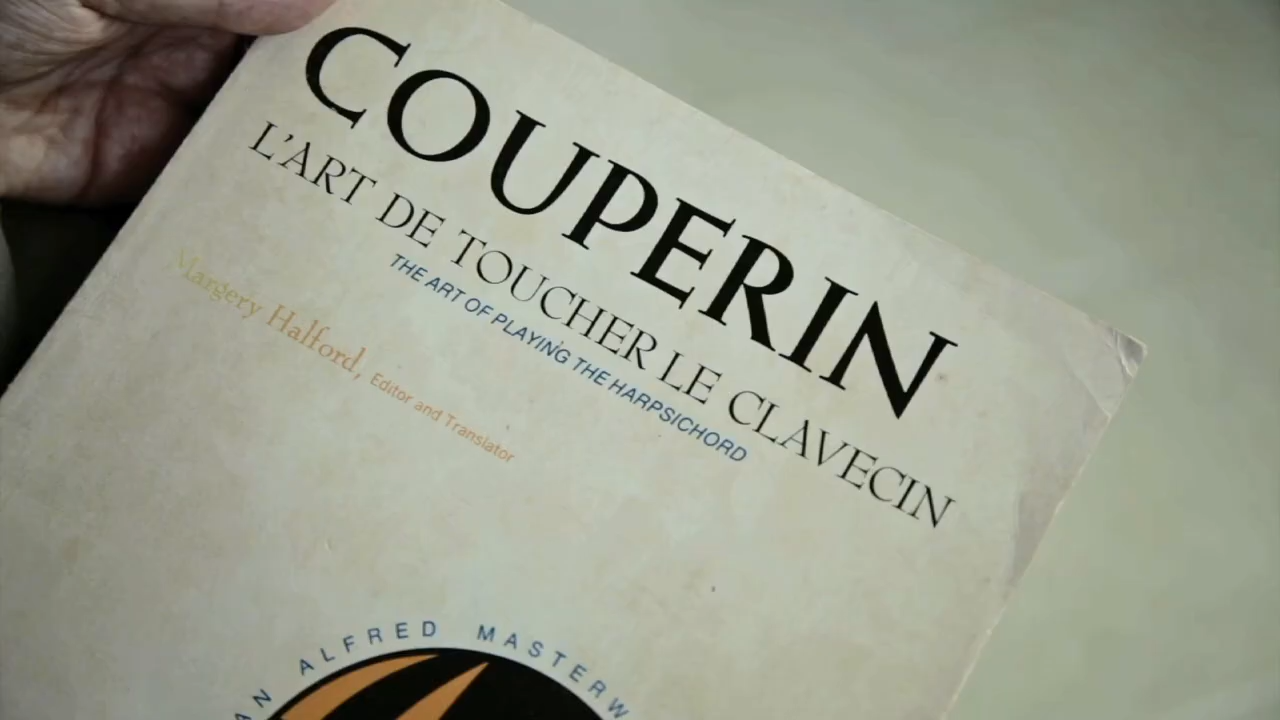 COUPERIN
L'ART DE TOUCHER LE CLAVECIN
THE ART OF PLAYING THE HARPSICHORD
Margery Halford, Editor and Translator
AN ALFRED MASTERW